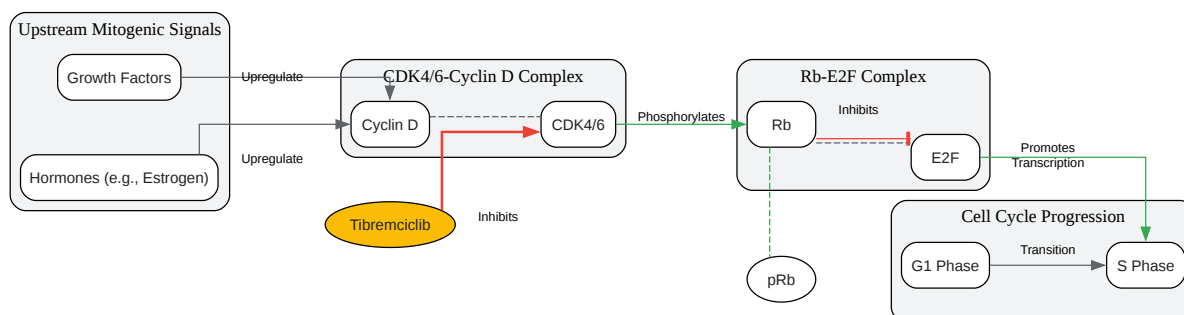 Upstream Mitogenic Signals
Growth Factors
Upregulate
Hormones (e.g., Estrogen)
Upregulate
CDK4/6-Cyclin D Complex
Cyclin D
CDK4/6
Tibremciclib
Inhibits
Phosphorylates
Rb-E2F Complex
Rb
Inhibits
E2F
pRb
Promotes
Transcription
Cell Cycle Progression
G1 Phase
Transition
S Phase